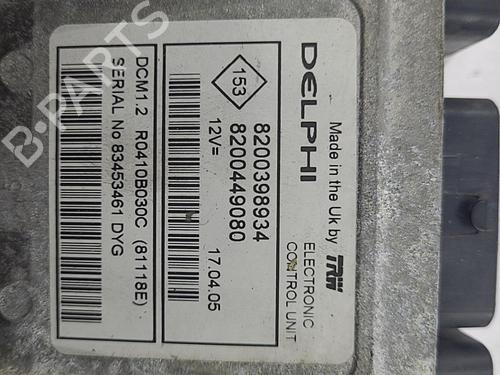 DELPHI
Made in the Uk by TRW
ELECTRONIC
CONTROL UNIT
153
8200398934
8200449080
12V=
17.04.05
DCM1.2 R0410B030C (81118E)
SERIAL No 83453461 DYG
B-PARTS